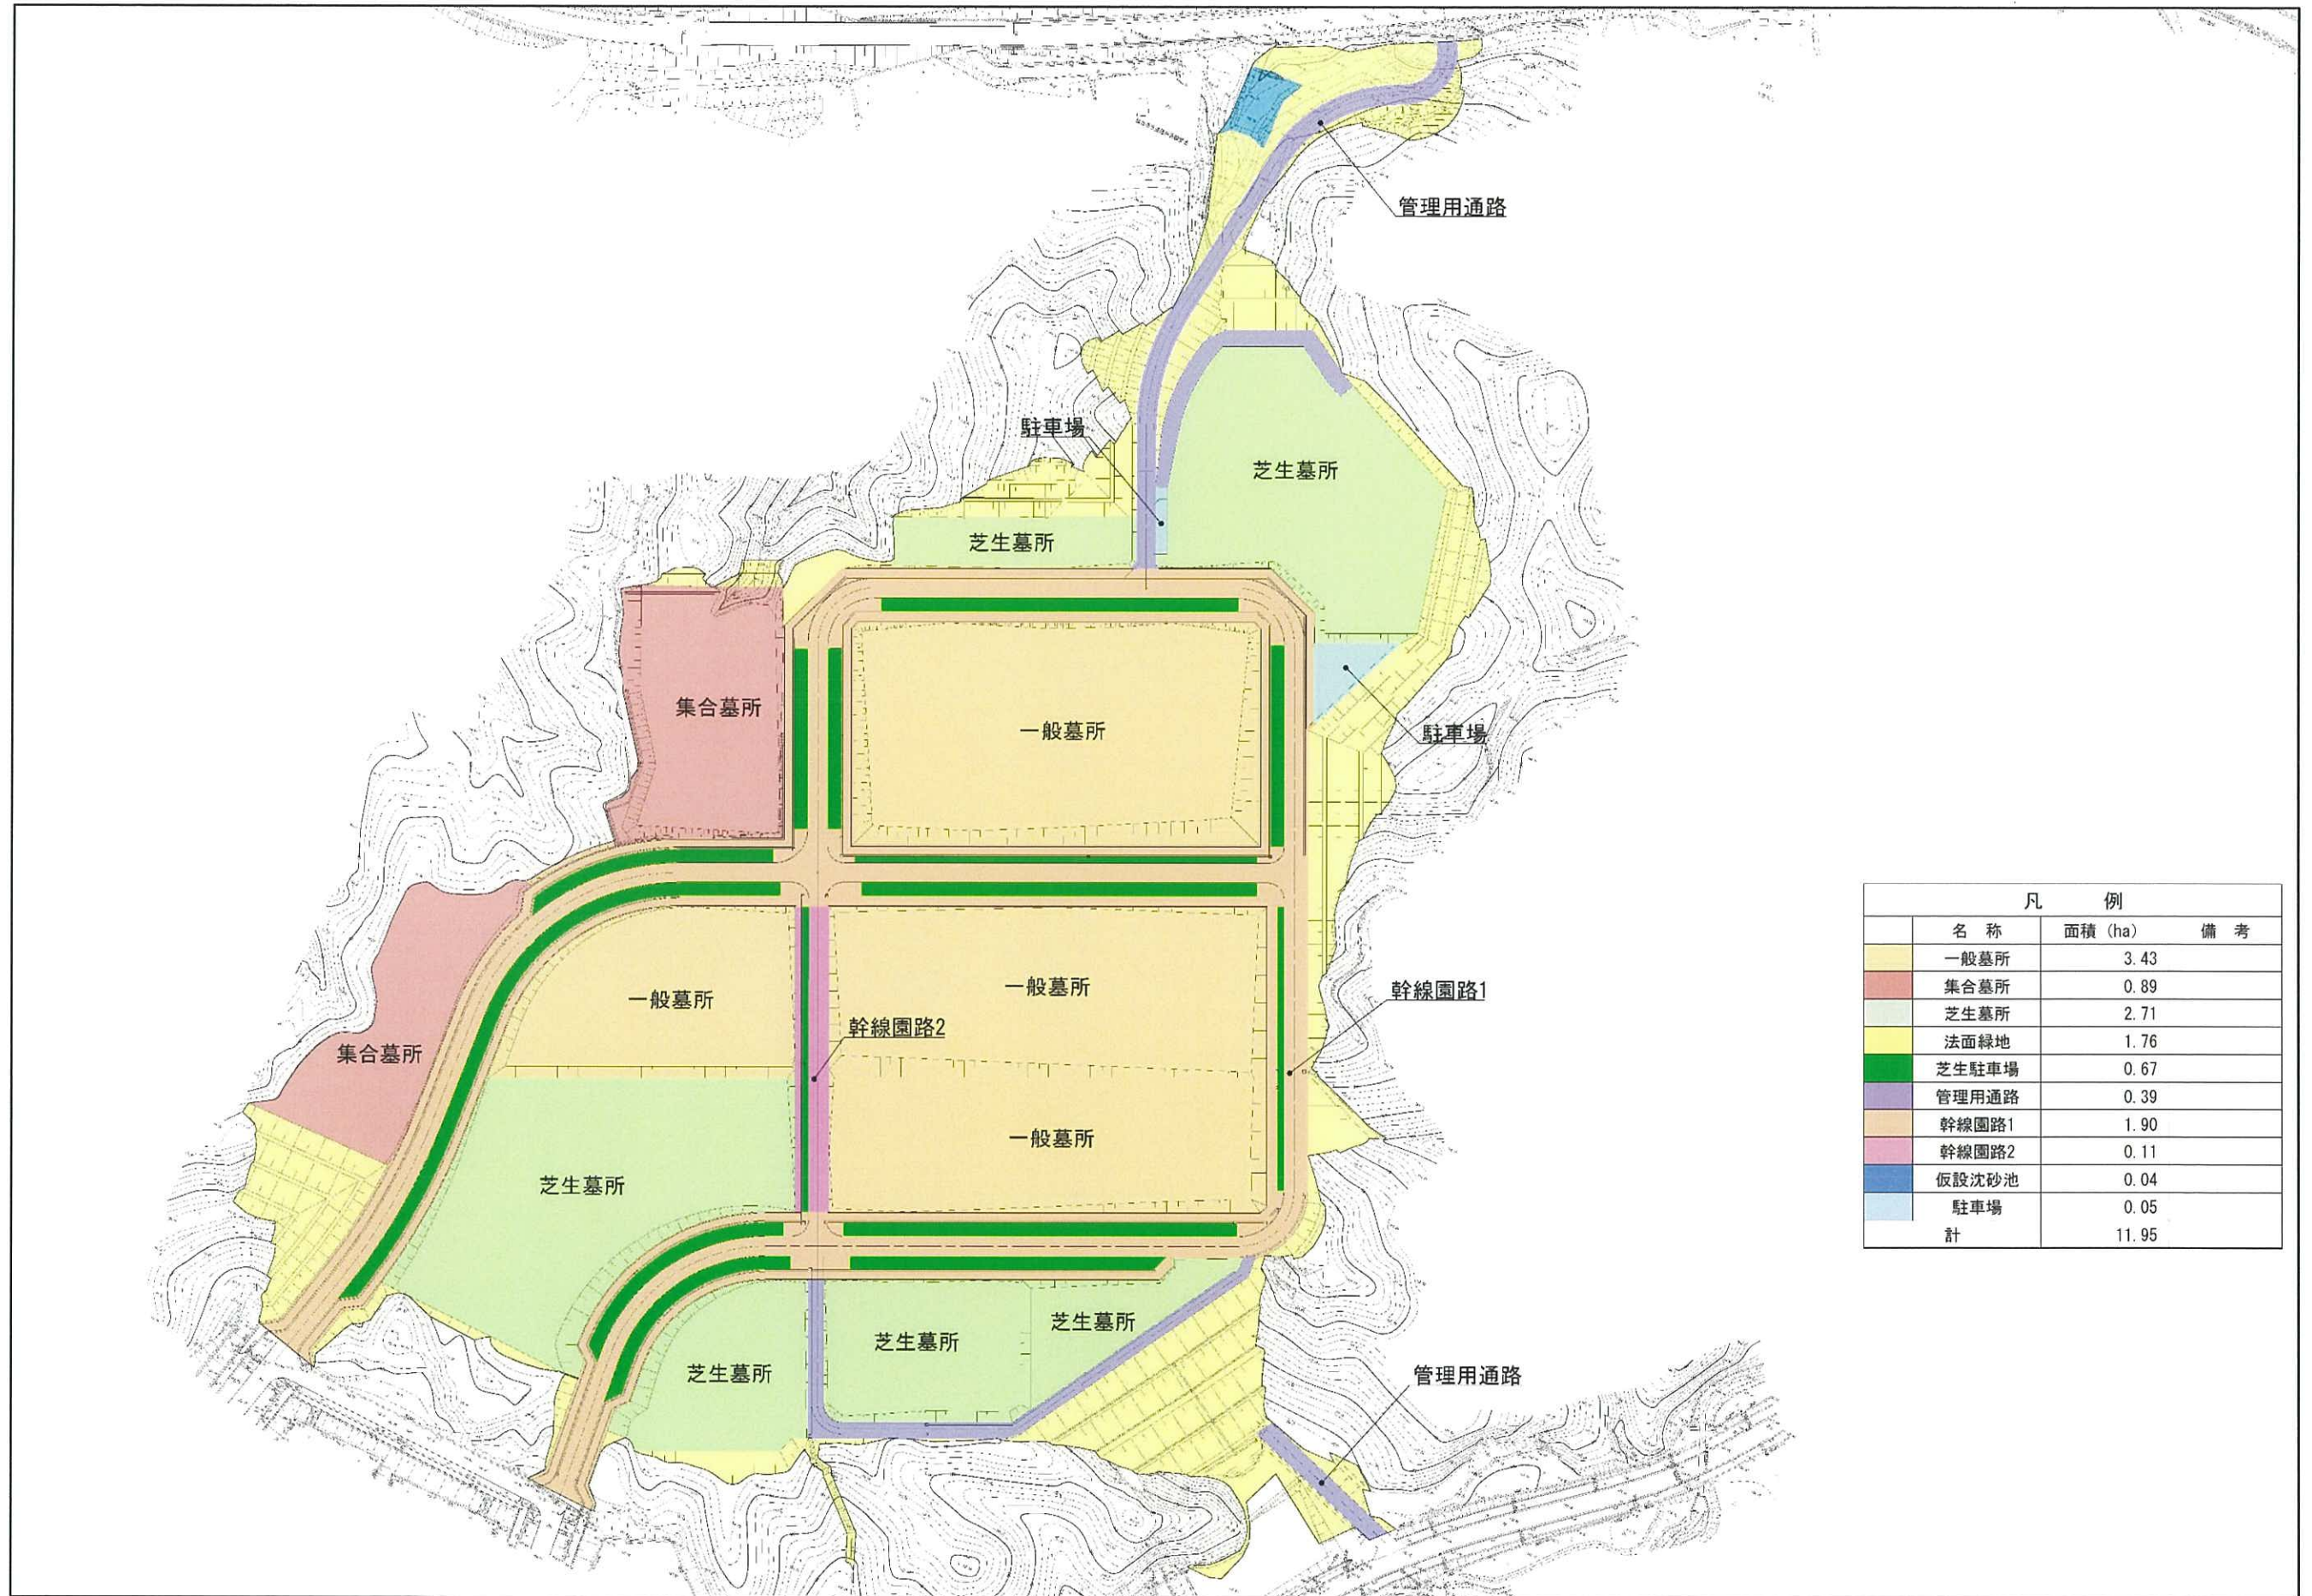 管理用通路
駐車場
芝生墓所
芝生墓所
集合墓所
一般墓所
駐車場
一般墓所
一般墓所
幹線園路1
幹線園路2
集合墓所
一般墓所
芝生墓所
芝生墓所
芝生墓所
芝生墓所
管理用通路
凡 例
名 称 面積 (ha) 備 考
一般墓所 3.43
集合墓所 0.89
芝生墓所 2.71
法面緑地 1.76
芝生駐車場 0.67
管理用通路 0.39
幹線園路1 1.90
幹線園路2 0.11
仮設沈砂池 0.04
駐車場 0.05
計 11.95